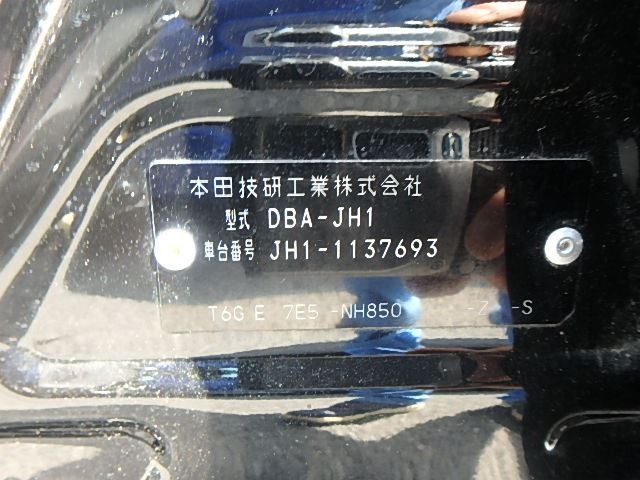 本田技研工業株式会社
型式 DBA-JH1
車台番号 JH1-1137693
T6G E 7E5 -NH850 -7 -S